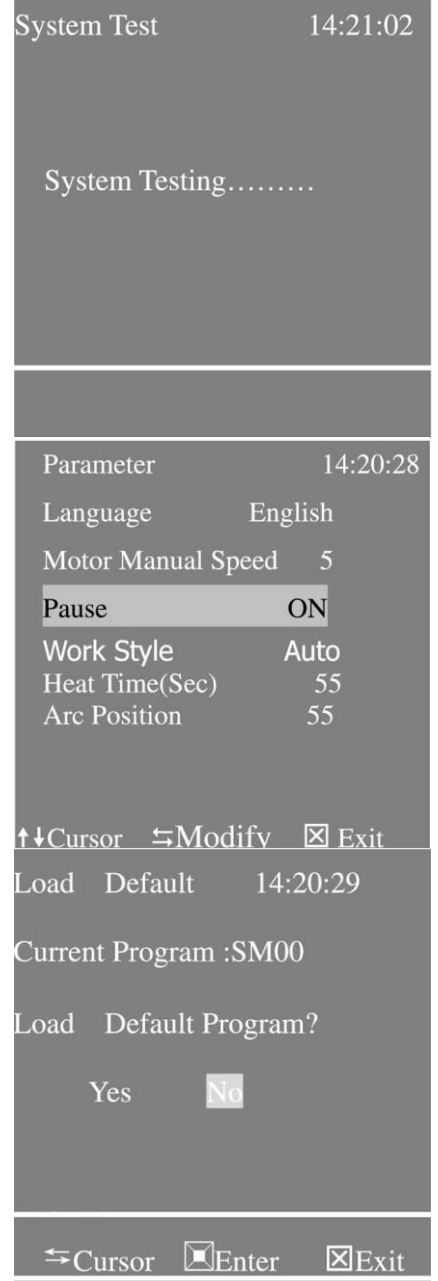 System Test 14:21:02
System Testing………
Parameter 14:20:28
Language English
Motor Manual Speed 5
Pause ON
Work Style Auto
Heat Time(Sec) 55
Arc Position 55
↑↓Cursor ⇆Modify ☒ Exit
Load Default 14:20:29
Current Program :SM00
Load Default Program?
Yes No
⇆Cursor Enter ☒Exit